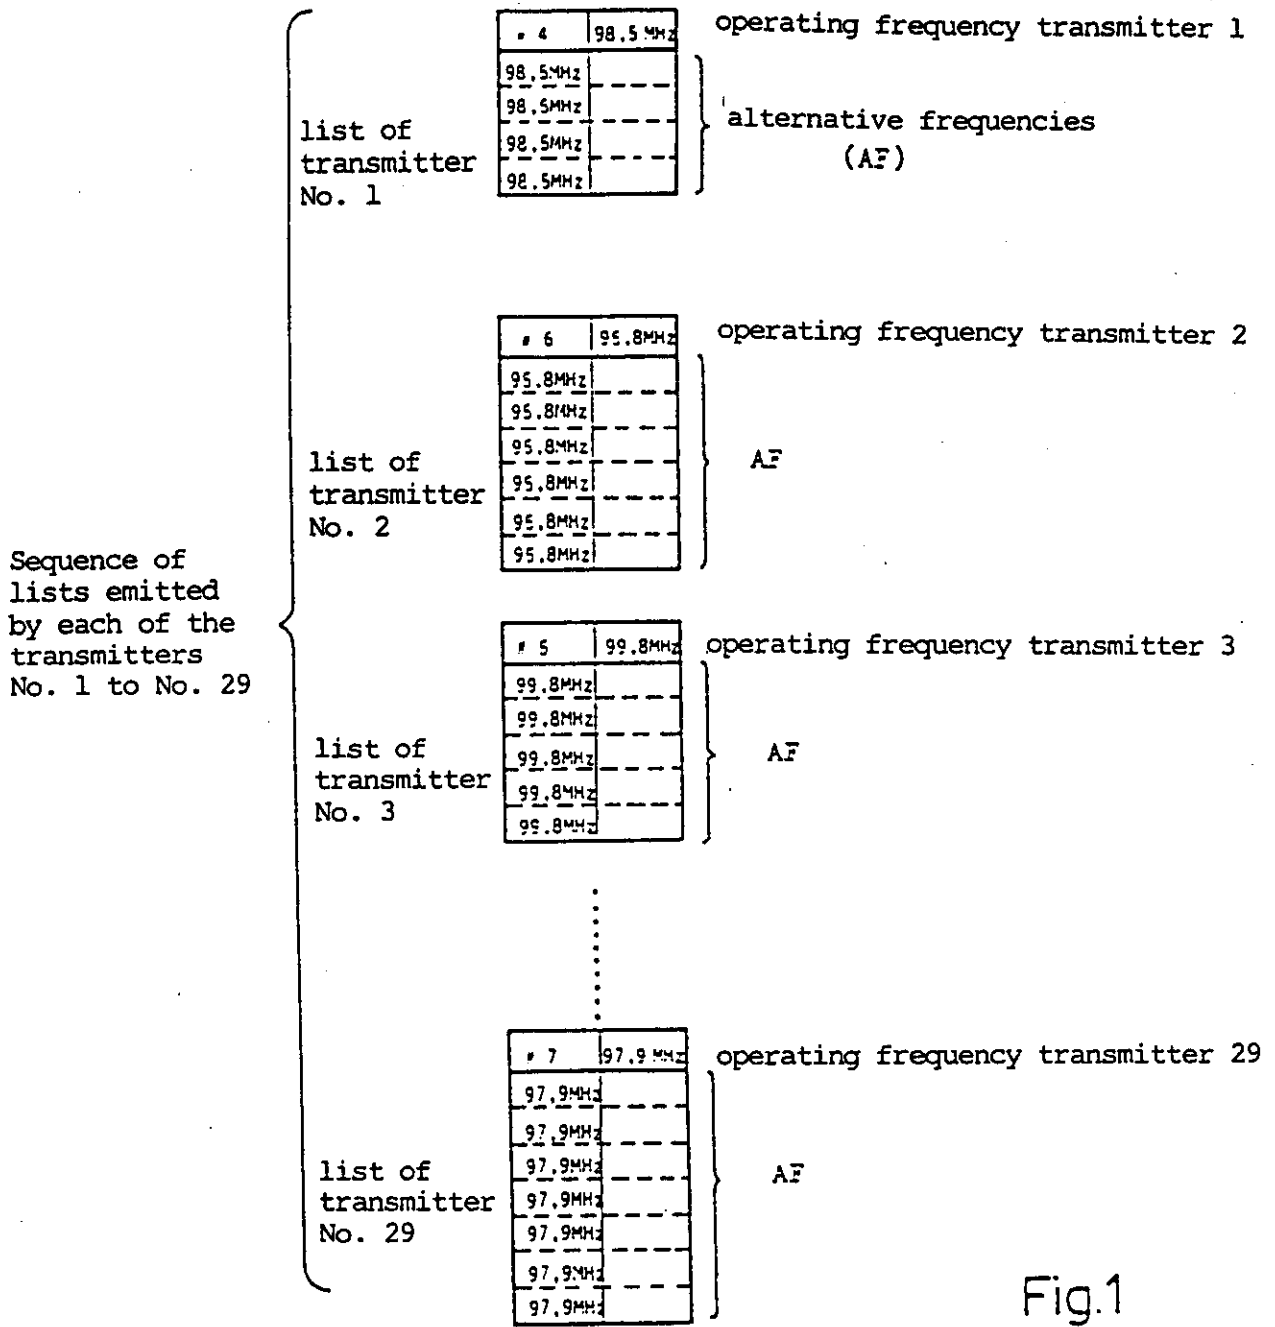 # 4 98.5 MHz operating frequency transmitter 1
98.5MHz
98.5MHz
98.5MHz
98.5MHz
alternative frequencies
(AF)
list of
transmitter
No. 1
# 6 95.8MHz operating frequency transmitter 2
95.8MHz
95.8MHz
95.8MHz
95.8MHz
95.8MHz
95.8MHz
AF
list of
transmitter
No. 2
Sequence of
lists emitted
by each of the
transmitters
No. 1 to No. 29
# 5 99.8MHz operating frequency transmitter 3
99.8MHz
99.8MHz
99.8MHz
99.8MHz
99.8MHz
AF
list of
transmitter
No. 3
# 7 97.9 MHz operating frequency transmitter 29
97.9MHz
97.9MHz
97.9MHz
97.9MHz
97.9MHz
97.9MHz
97.9MHz
AF
list of
transmitter
No. 29
Fig.1